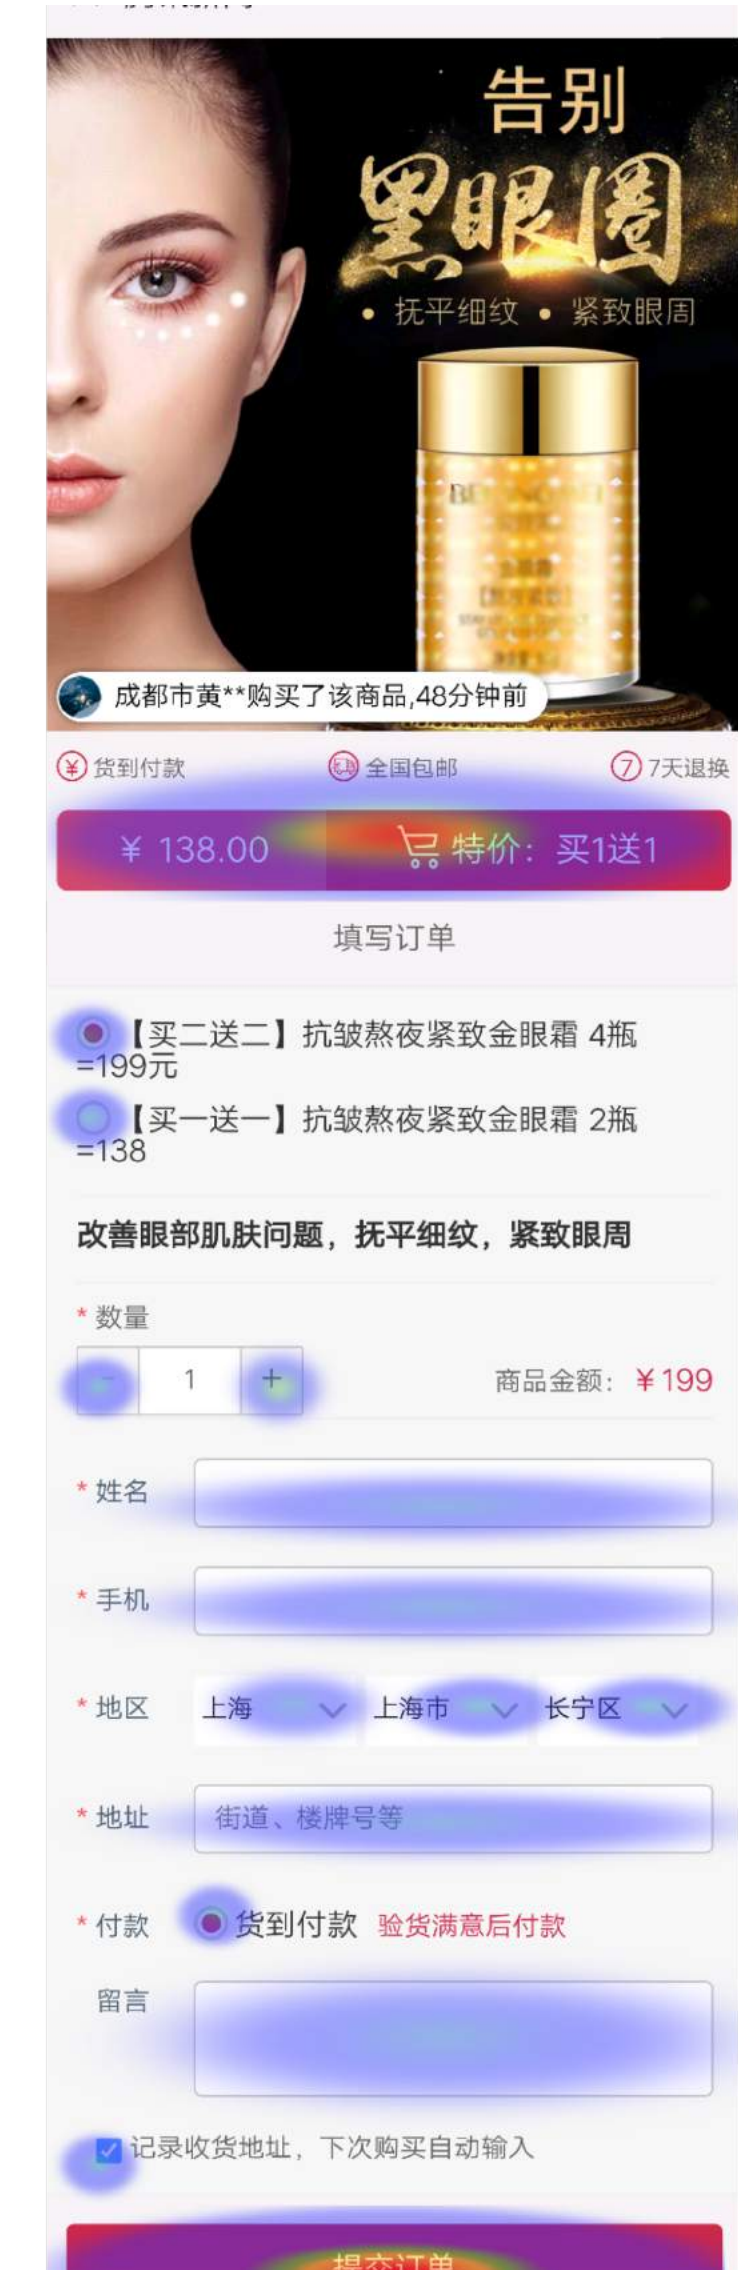 告别
黑眼圈
• 抚平细纹 • 紧致眼周
成都市黄**购买了该商品,48分钟前
¥ 货到付款
全国包邮
7 7天退换
¥ 138.00
特价：买1送1
填写订单
【买二送二】抗皱熬夜紧致金眼霜 4瓶
=199元
【买一送一】抗皱熬夜紧致金眼霜 2瓶
=138
改善眼部肌肤问题，抚平细纹，紧致眼周
* 数量
- 1 +
商品金额：¥199
* 姓名
* 手机
* 地区 上海 上海市 长宁区
* 地址 街道、楼牌号等
* 付款 货到付款 验货满意后付款
留言
记录收货地址，下次购买自动输入
提交订单